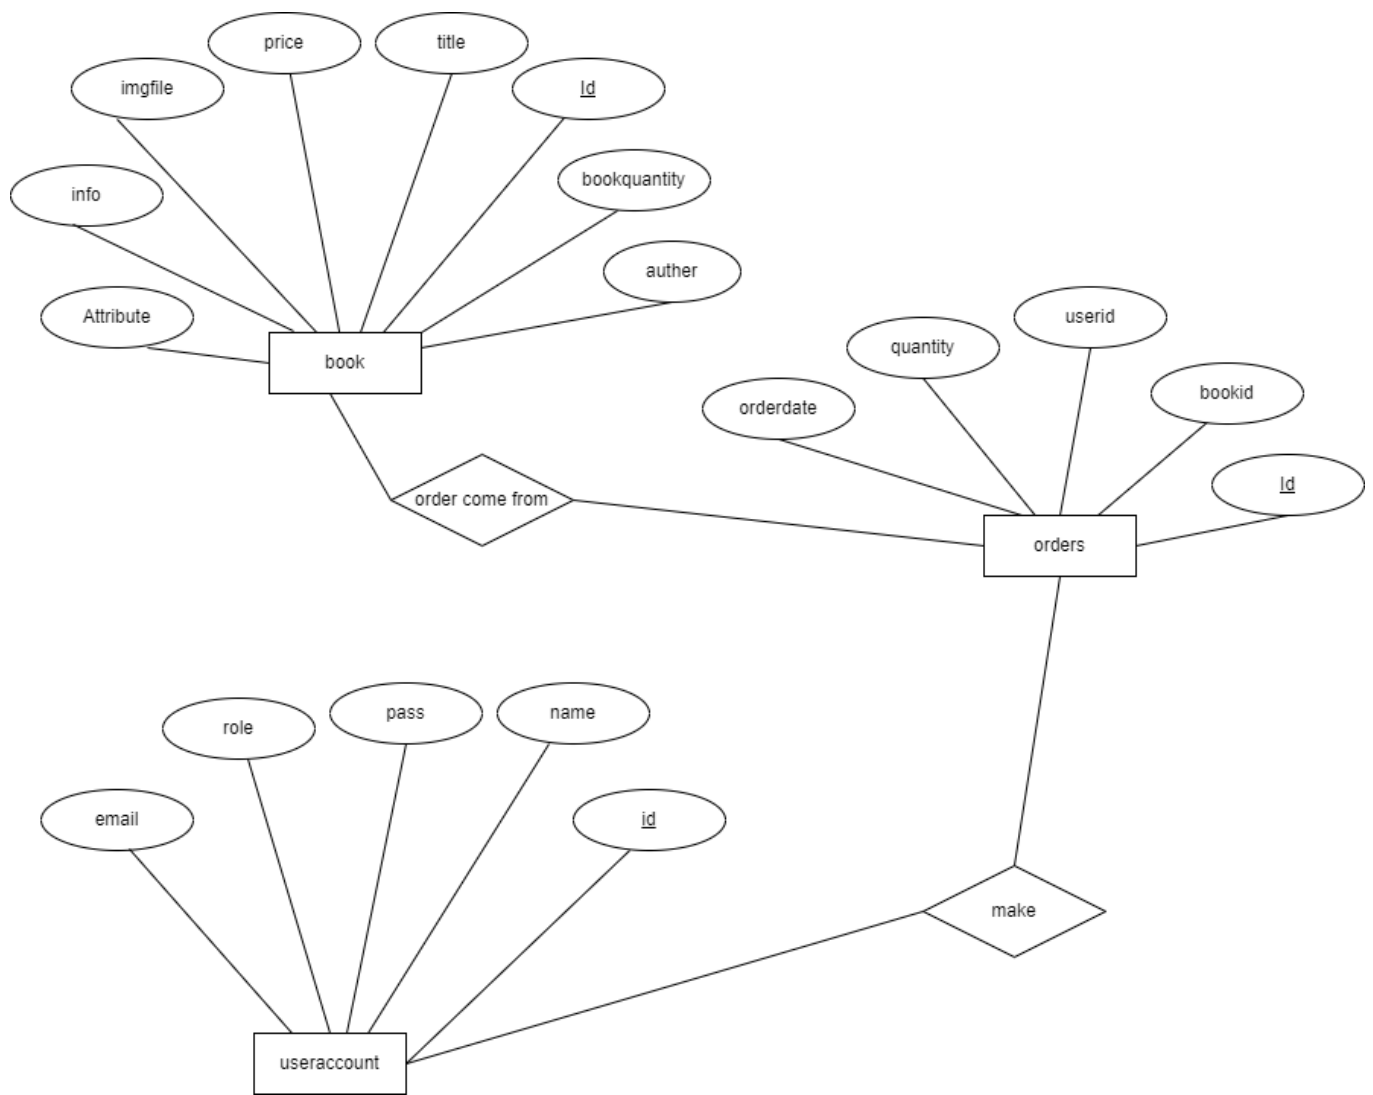 price
title
imgfile
Id
bookquantity
info
auther
Attribute
userid
quantity
book
bookid
orderdate
Id
order come from
orders
pass
name
role
email
id
make
useraccount